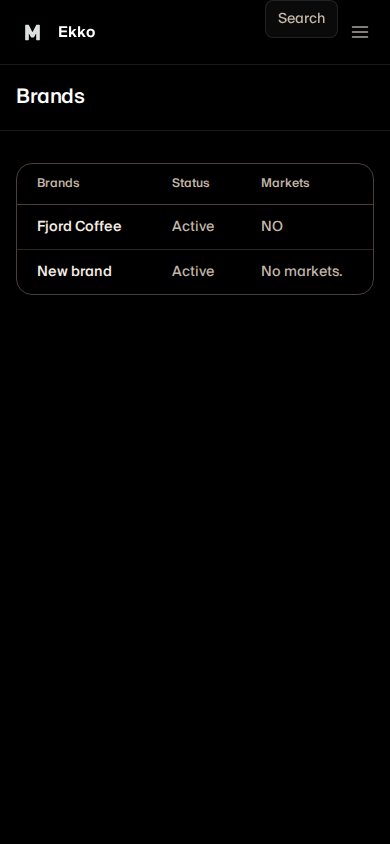 Ekko
Search
Brands
Brands Status Markets
Fjord Coffee Active NO
New brand Active No markets.